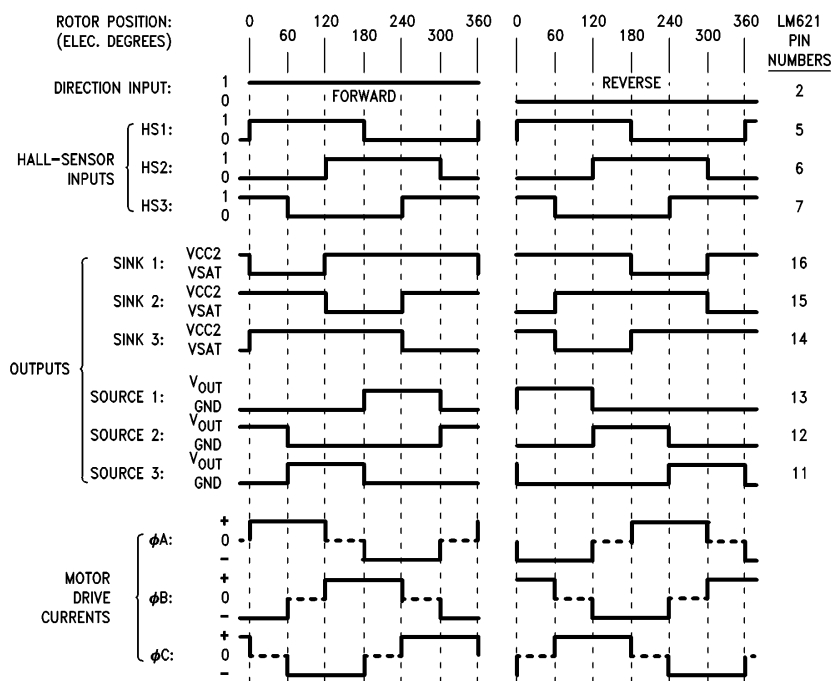 ROTOR POSITION: 0 120 240 360 0 120 240 360 LM621
(ELEC. DEGREES) 60 180 300 60 180 300 PIN
NUMBERS
DIRECTION INPUT: 1 REVERSE 2
0 FORWARD
HS1: 1 0 5
HALL-SENSOR
INPUTS
HS2: 1 0 6
HS3: 1 0 7
SINK 1: VCC2 16
VSAT
SINK 2: VCC2 15
VSAT
SINK 3: VCC2 14
VSAT
OUTPUTS
SOURCE 1: VOUT 13
GND
SOURCE 2: VOUT 12
GND
SOURCE 3: VOUT 11
GND
ϕA: + 0 −
MOTOR
DRIVE
CURRENTS
ϕB: + 0 −
ϕC: + 0 −